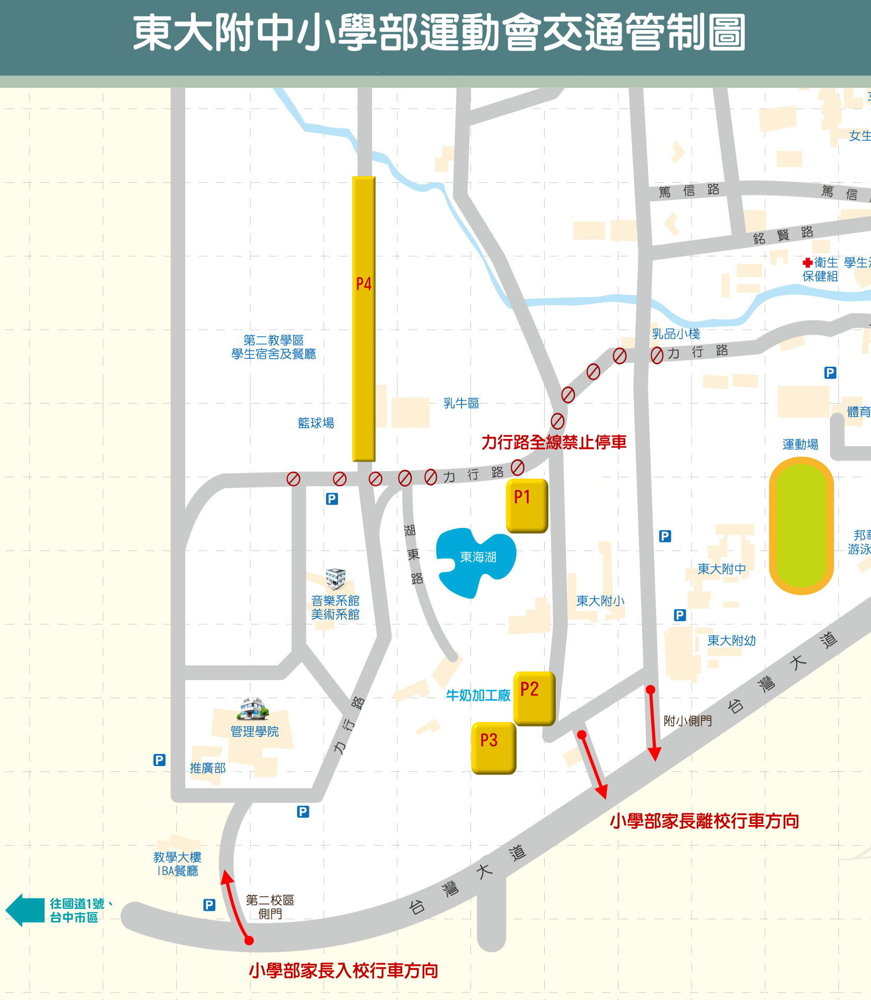 東大附中小學部運動會交通管制圖
女生
篤信路
篤信
銘賢路
衛生
保健組
學生
P4
第二教學區
學生宿舍及餐廳
乳品小棧
力行路
P
籃球場
乳牛區
體育
力行路全線禁止停車
運動場
力行路
P
P1
湖東路
東海湖
P
邦華
游泳
東大附中
音樂系館
美術系館
東大附小
P
東大附幼
台灣大道
牛奶加工廠
P2
力行路
附小側門
管理學院
P3
P
推廣部
P
小學部家長離校行車方向
教學大樓
IBA餐廳
台灣大道
往國道1號、
台中市區
P
第二校區
側門
小學部家長入校行車方向